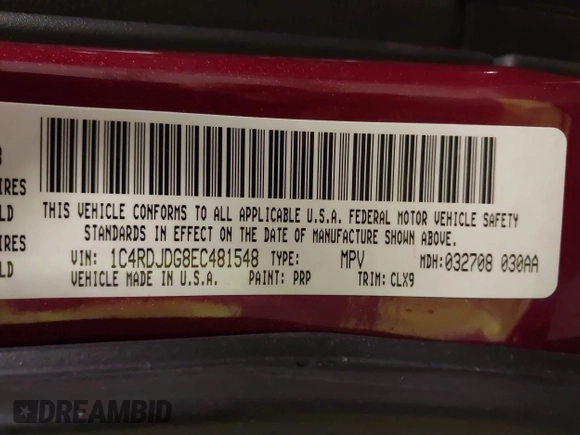 3
IRES
LD
IRES
LD
THIS VEHICLE CONFORMS TO ALL APPLICABLE U.S.A. FEDERAL MOTOR VEHICLE SAFETY
STANDARDS IN EFFECT ON THE DATE OF MANUFACTURE SHOWN ABOVE.
VIN: 1C4RDJDG8EC481548 TYPE: MPV MDH:032708 030AA
VEHICLE MADE IN U.S.A. PAINT: PRP TRIM: CLX9
DREAMBID